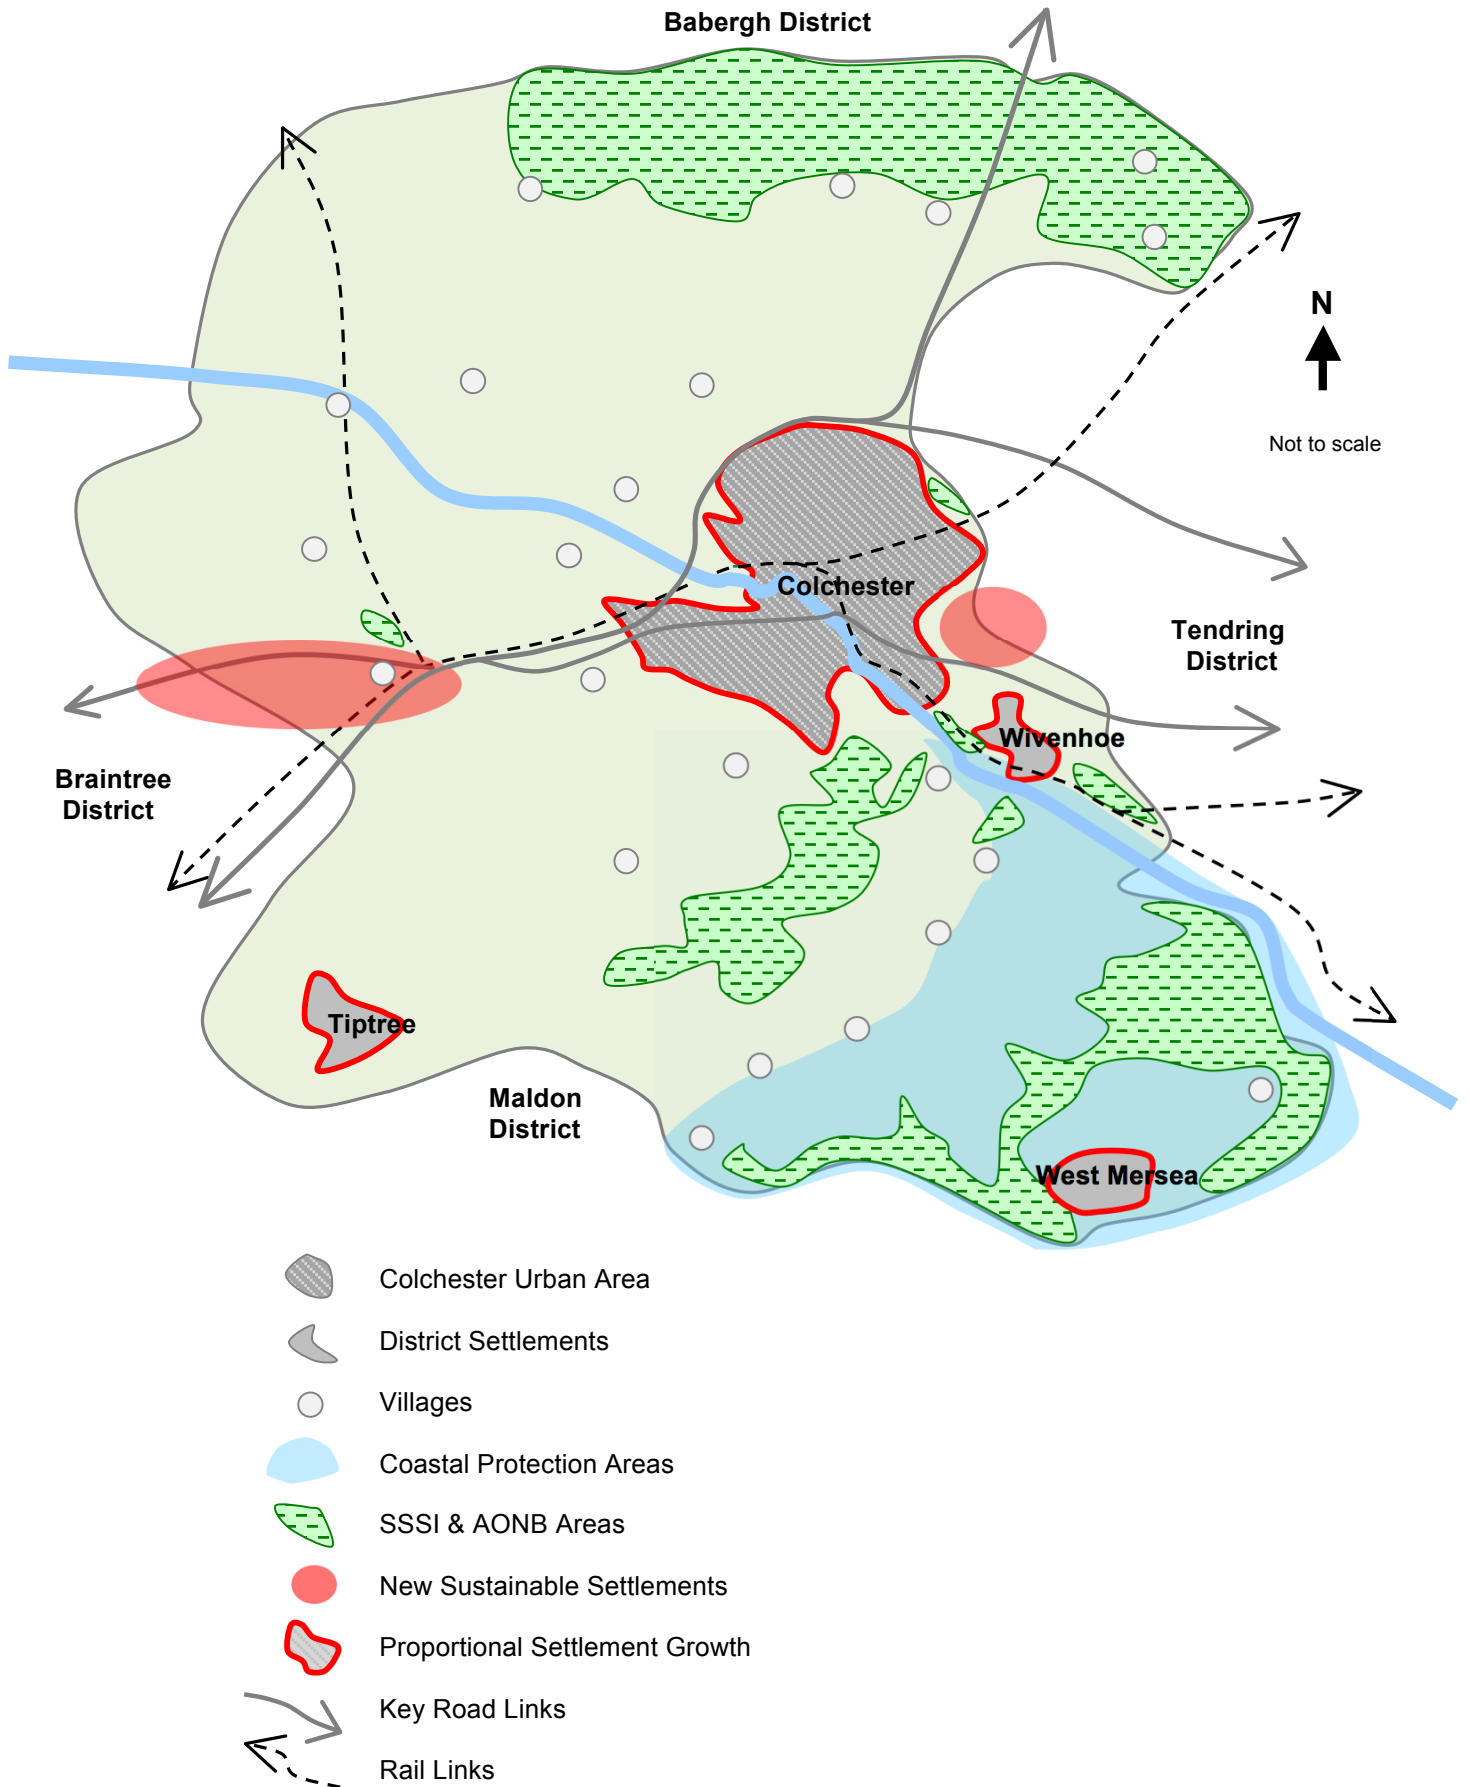 Babergh District
N
Not to scale
Colchester
Tendring
District
Wivenhoe
Braintree
District
Tiptree
Maldon
District
West Mersea
Colchester Urban Area
District Settlements
Villages
Coastal Protection Areas
SSSI & AONB Areas
New Sustainable Settlements
Proportional Settlement Growth
Key Road Links
Rail Links